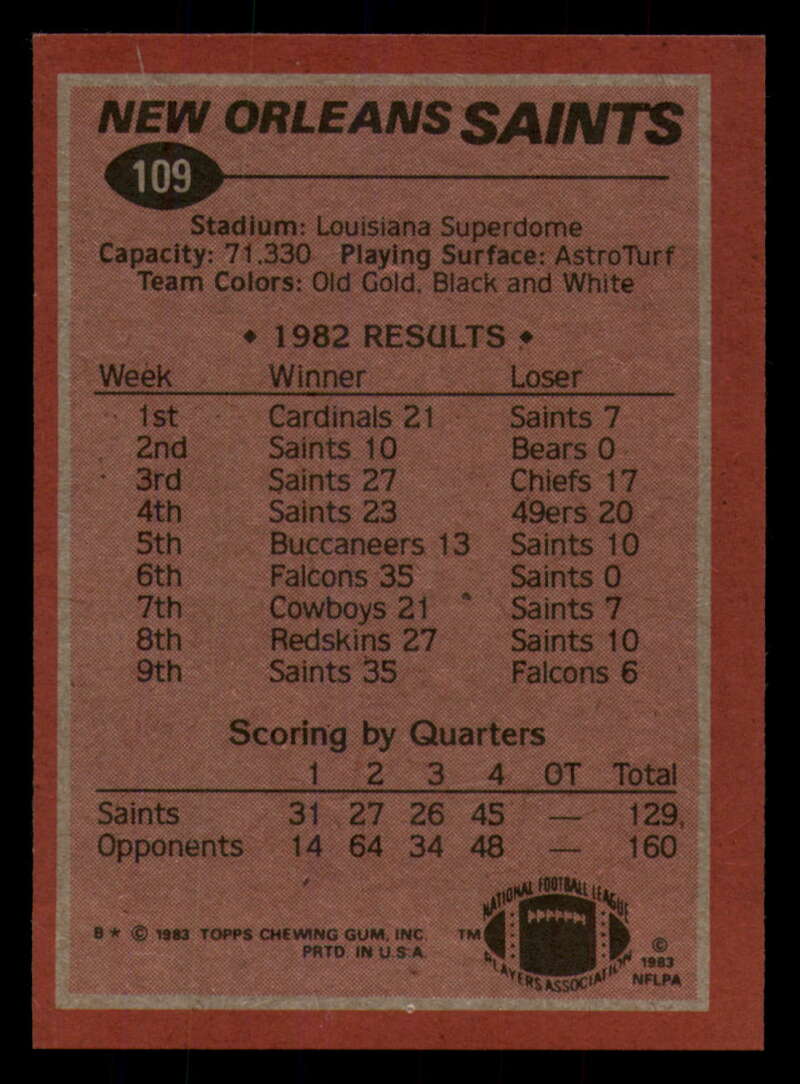 NEW ORLEANS SAINTS
109
Stadium: Louisiana Superdome
Capacity: 71,330 Playing Surface: AstroTurf
Team Colors: Old Gold, Black and White
◆ 1982 RESULTS ◆
Week Winner Loser
1st Cardinals 21 Saints 7
2nd Saints 10 Bears 0
3rd Saints 27 Chiefs 17
4th Saints 23 49ers 20
5th Buccaneers 13 Saints 10
6th Falcons 35 Saints 0
7th Cowboys 21 Saints 7
8th Redskins 27 Saints 10
9th Saints 35 Falcons 6
Scoring by Quarters
1 2 3 4 OT Total
Saints 31 27 26 45 — 129
Opponents 14 64 34 48 — 160
B* © 1983 TOPPS CHEWING GUM, INC.
PRTD. IN U.S.A.
TM
NATIONAL FOOTBALL LEAGUE
PLAYERS ASSOCIATION
©
1983
NFLPA